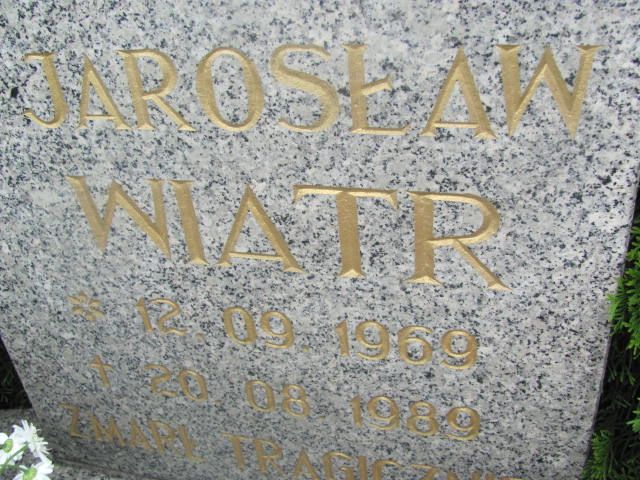 JAROSŁAW
WIATR
* 12. 09. 1969
+ 20. 08. 1989
ZMARŁ TRAGICZNIE